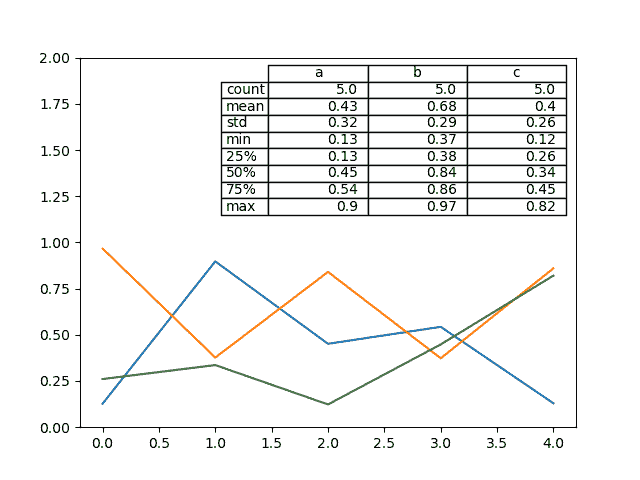 2.00
1.75
1.50
1.25
1.00
0.75
0.50
0.25
0.00
a b c
count 5.0 5.0 5.0
mean 0.43 0.68 0.4
std 0.32 0.29 0.26
min 0.13 0.37 0.12
25% 0.13 0.38 0.26
50% 0.45 0.84 0.34
75% 0.54 0.86 0.45
max 0.9 0.97 0.82
0.0 0.5 1.0 1.5 2.0 2.5 3.0 3.5 4.0